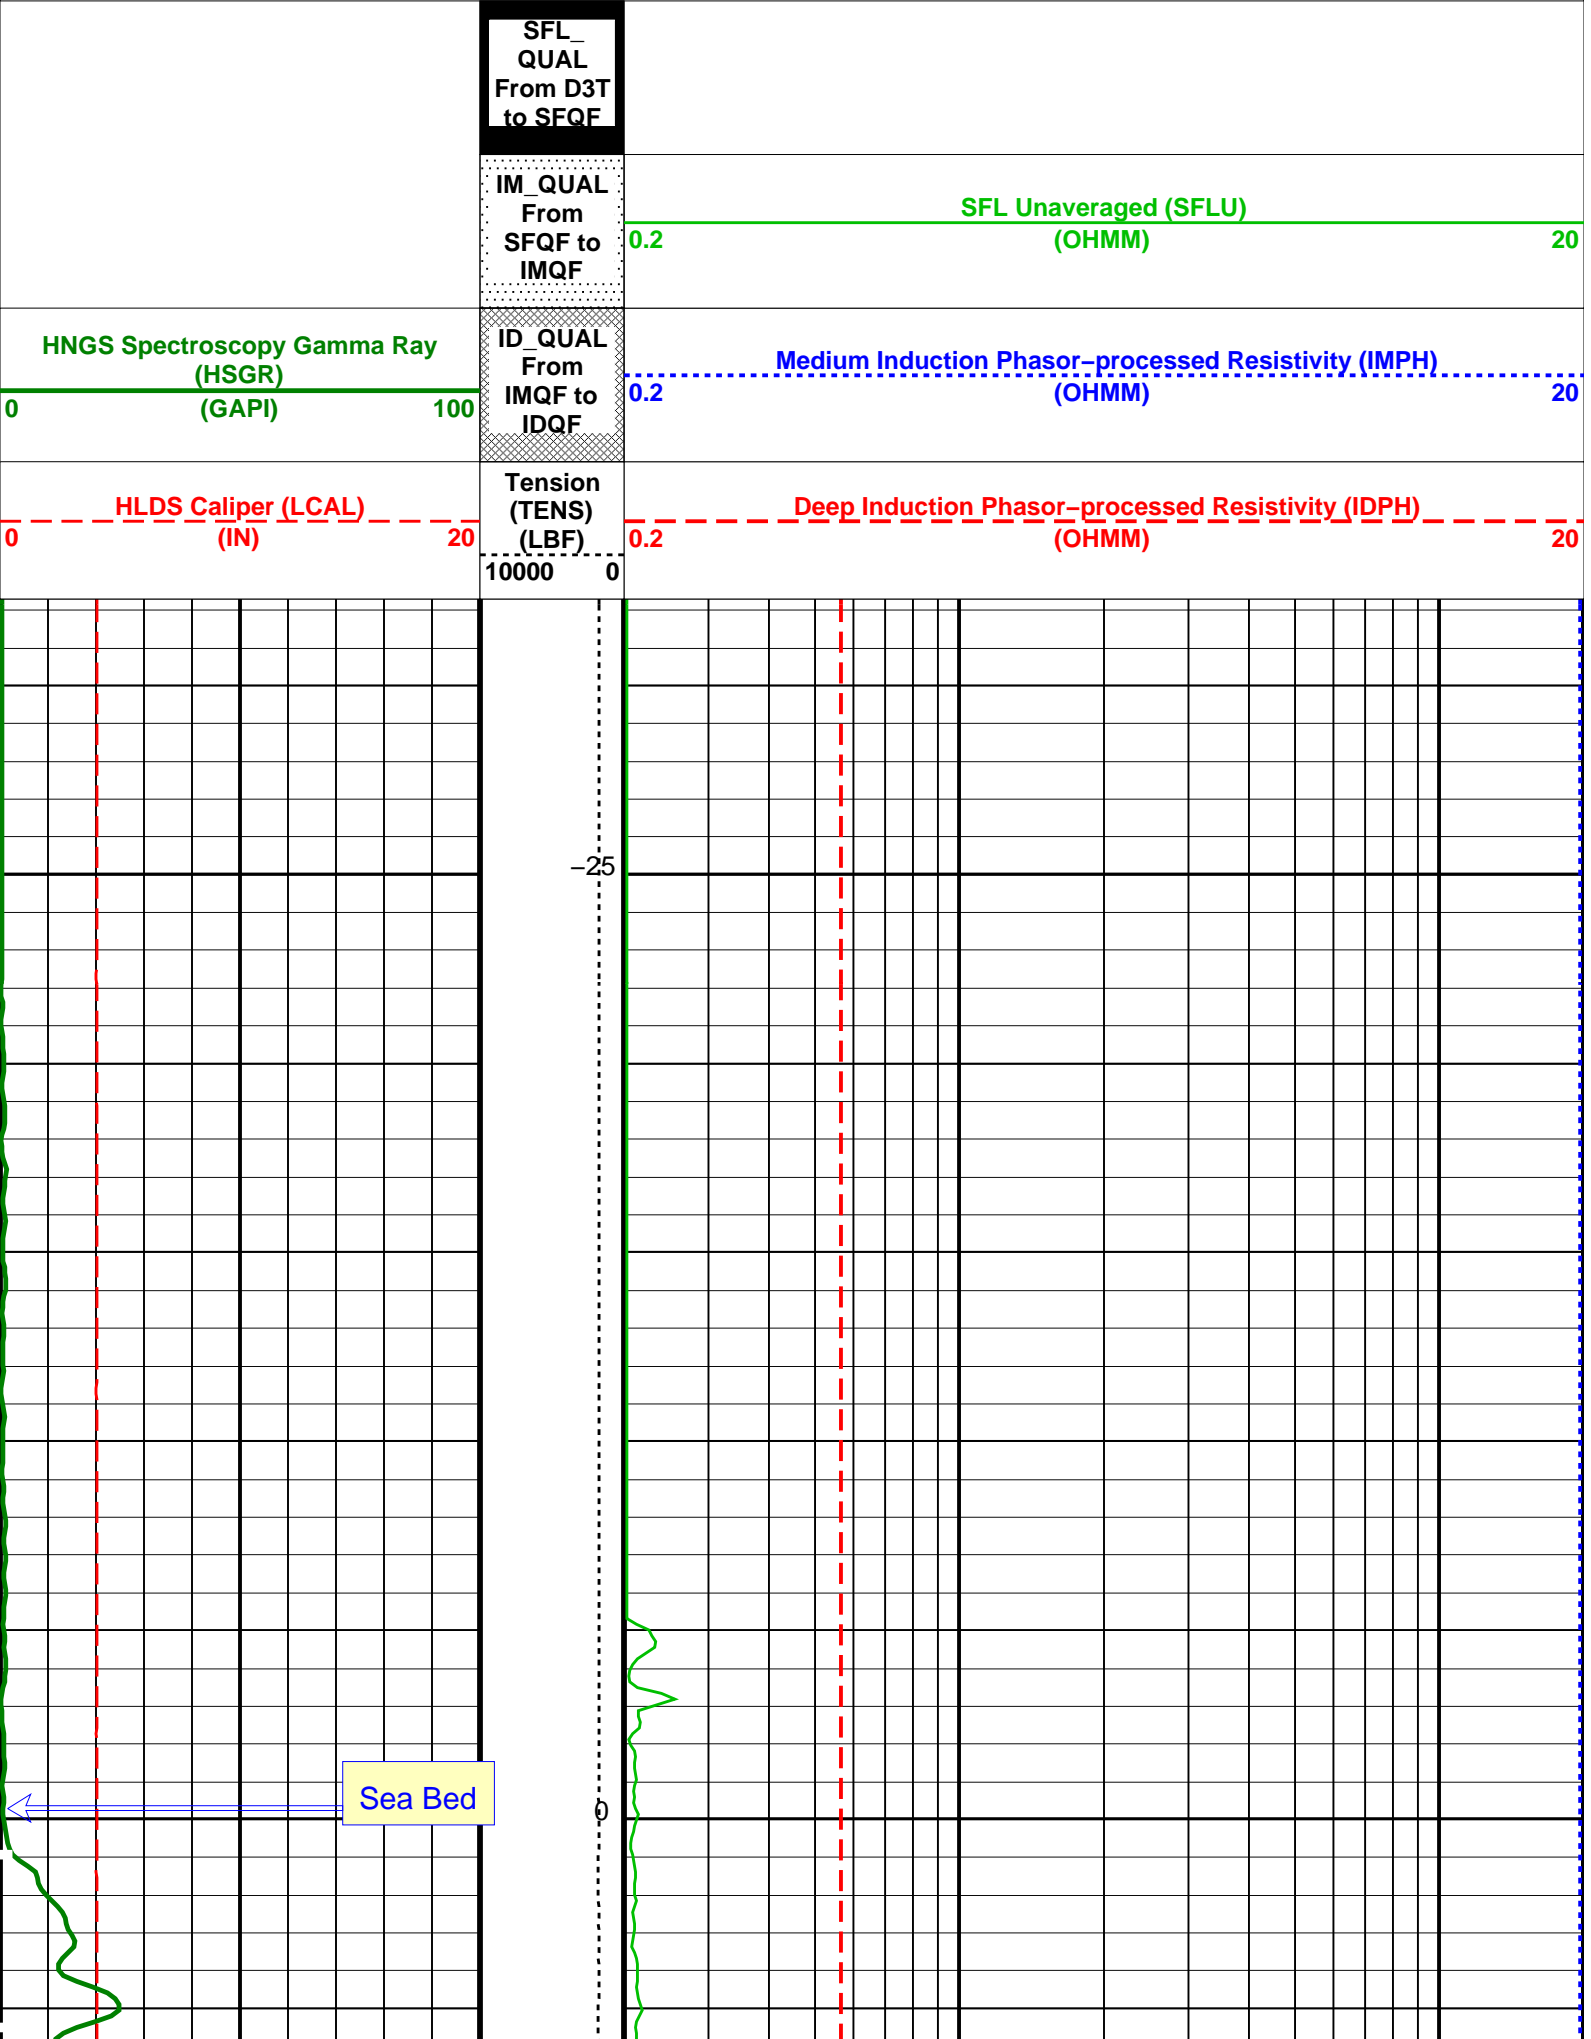 SFL_
QUAL
From D3T
to SFQF
IM_QUAL
From
SFQF to
IMQF
SFL Unaveraged (SFLU)
0.2 (OHMM) 20
HNGS Spectroscopy Gamma Ray
(HSGR)
0 (GAPI) 100
ID_QUAL
From
IMQF to
IDQF
Medium Induction Phasor−processed Resistivity (IMPH)
0.2 (OHMM) 20
HLDS Caliper (LCAL)
0 (IN) 20
Tension
(TENS)
(LBF)
10000 0
Deep Induction Phasor−processed Resistivity (IDPH)
0.2 (OHMM) 20
−25
Sea Bed
0